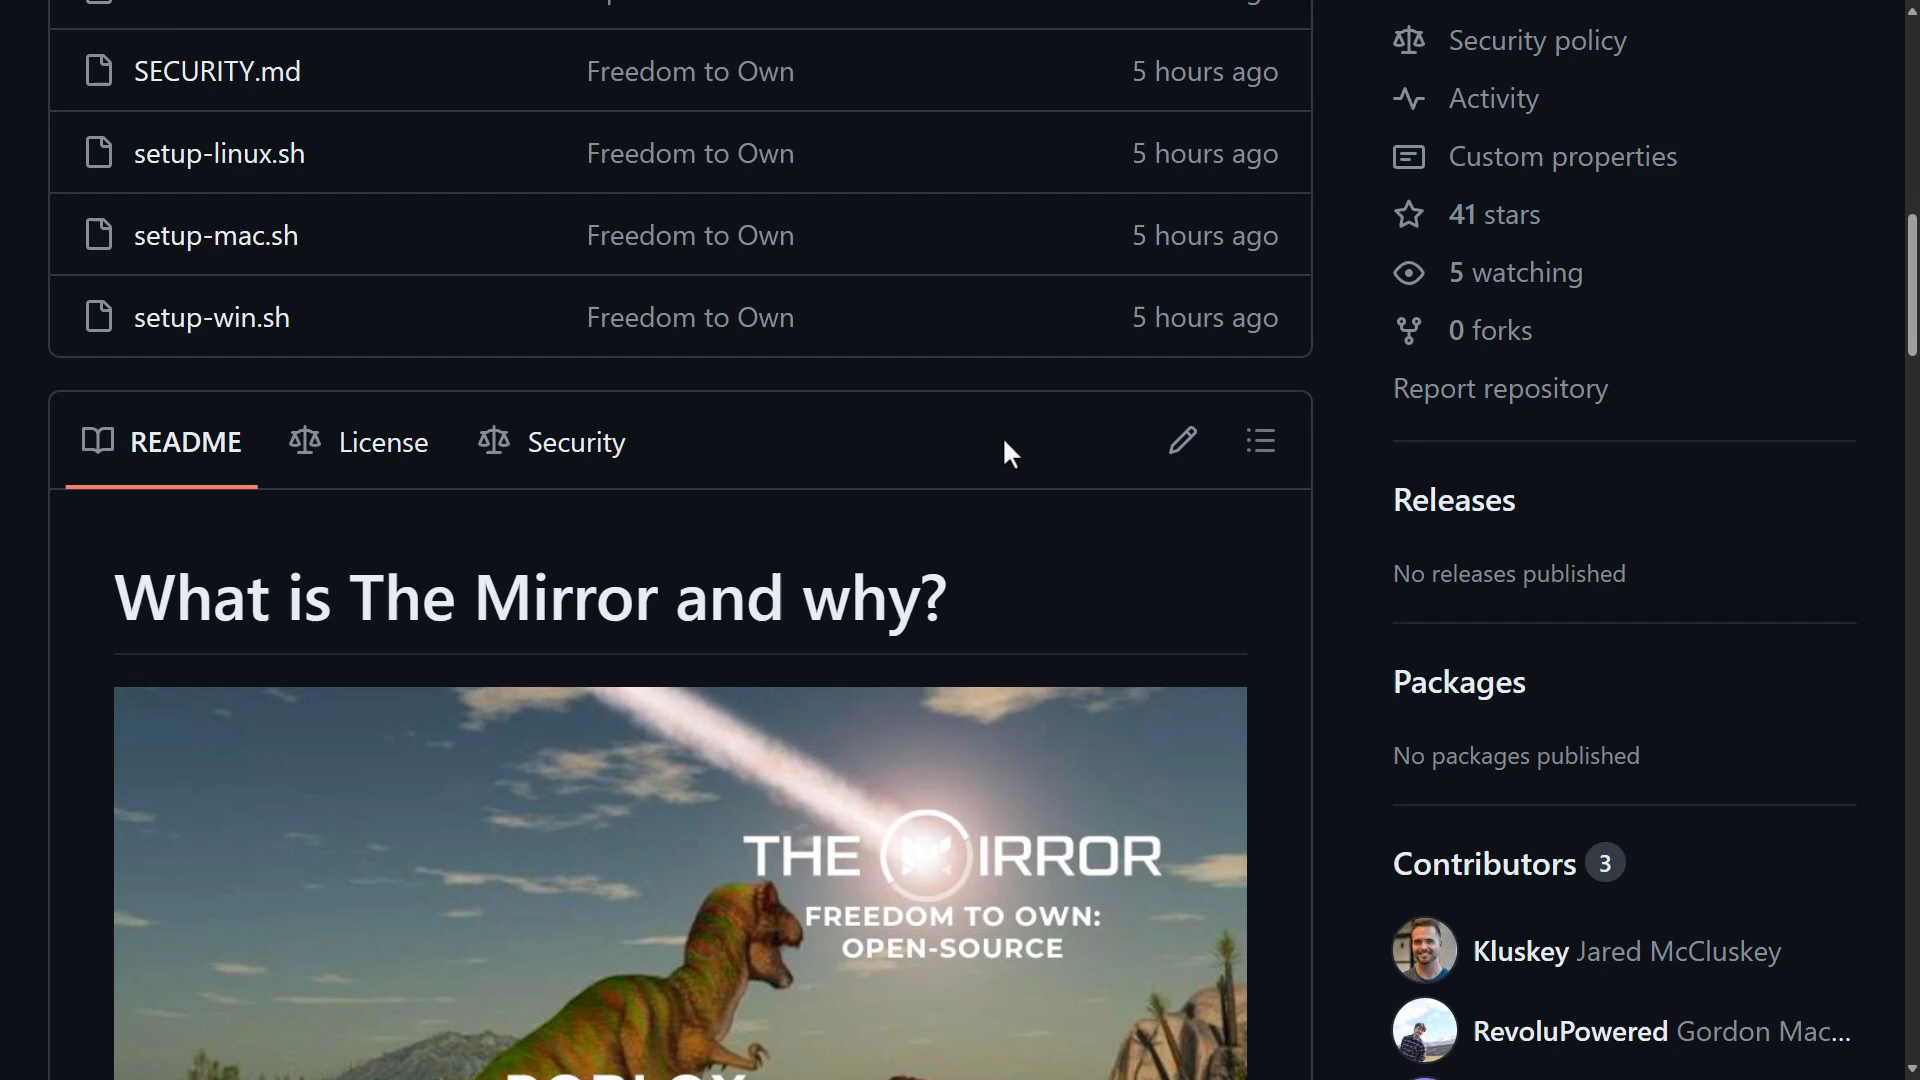 SECURITY.md Freedom to Own 5 hours ago
setup-linux.sh Freedom to Own 5 hours ago
setup-mac.sh Freedom to Own 5 hours ago
setup-win.sh Freedom to Own 5 hours ago
README License Security
What is The Mirror and why?
THE MIRROR
FREEDOM TO OWN:
OPEN-SOURCE
Security policy
Activity
Custom properties
41 stars
5 watching
0 forks
Report repository
Releases
No releases published
Packages
No packages published
Contributors 3
Kluskey Jared McCluskey
RevoluPowered Gordon Mac...